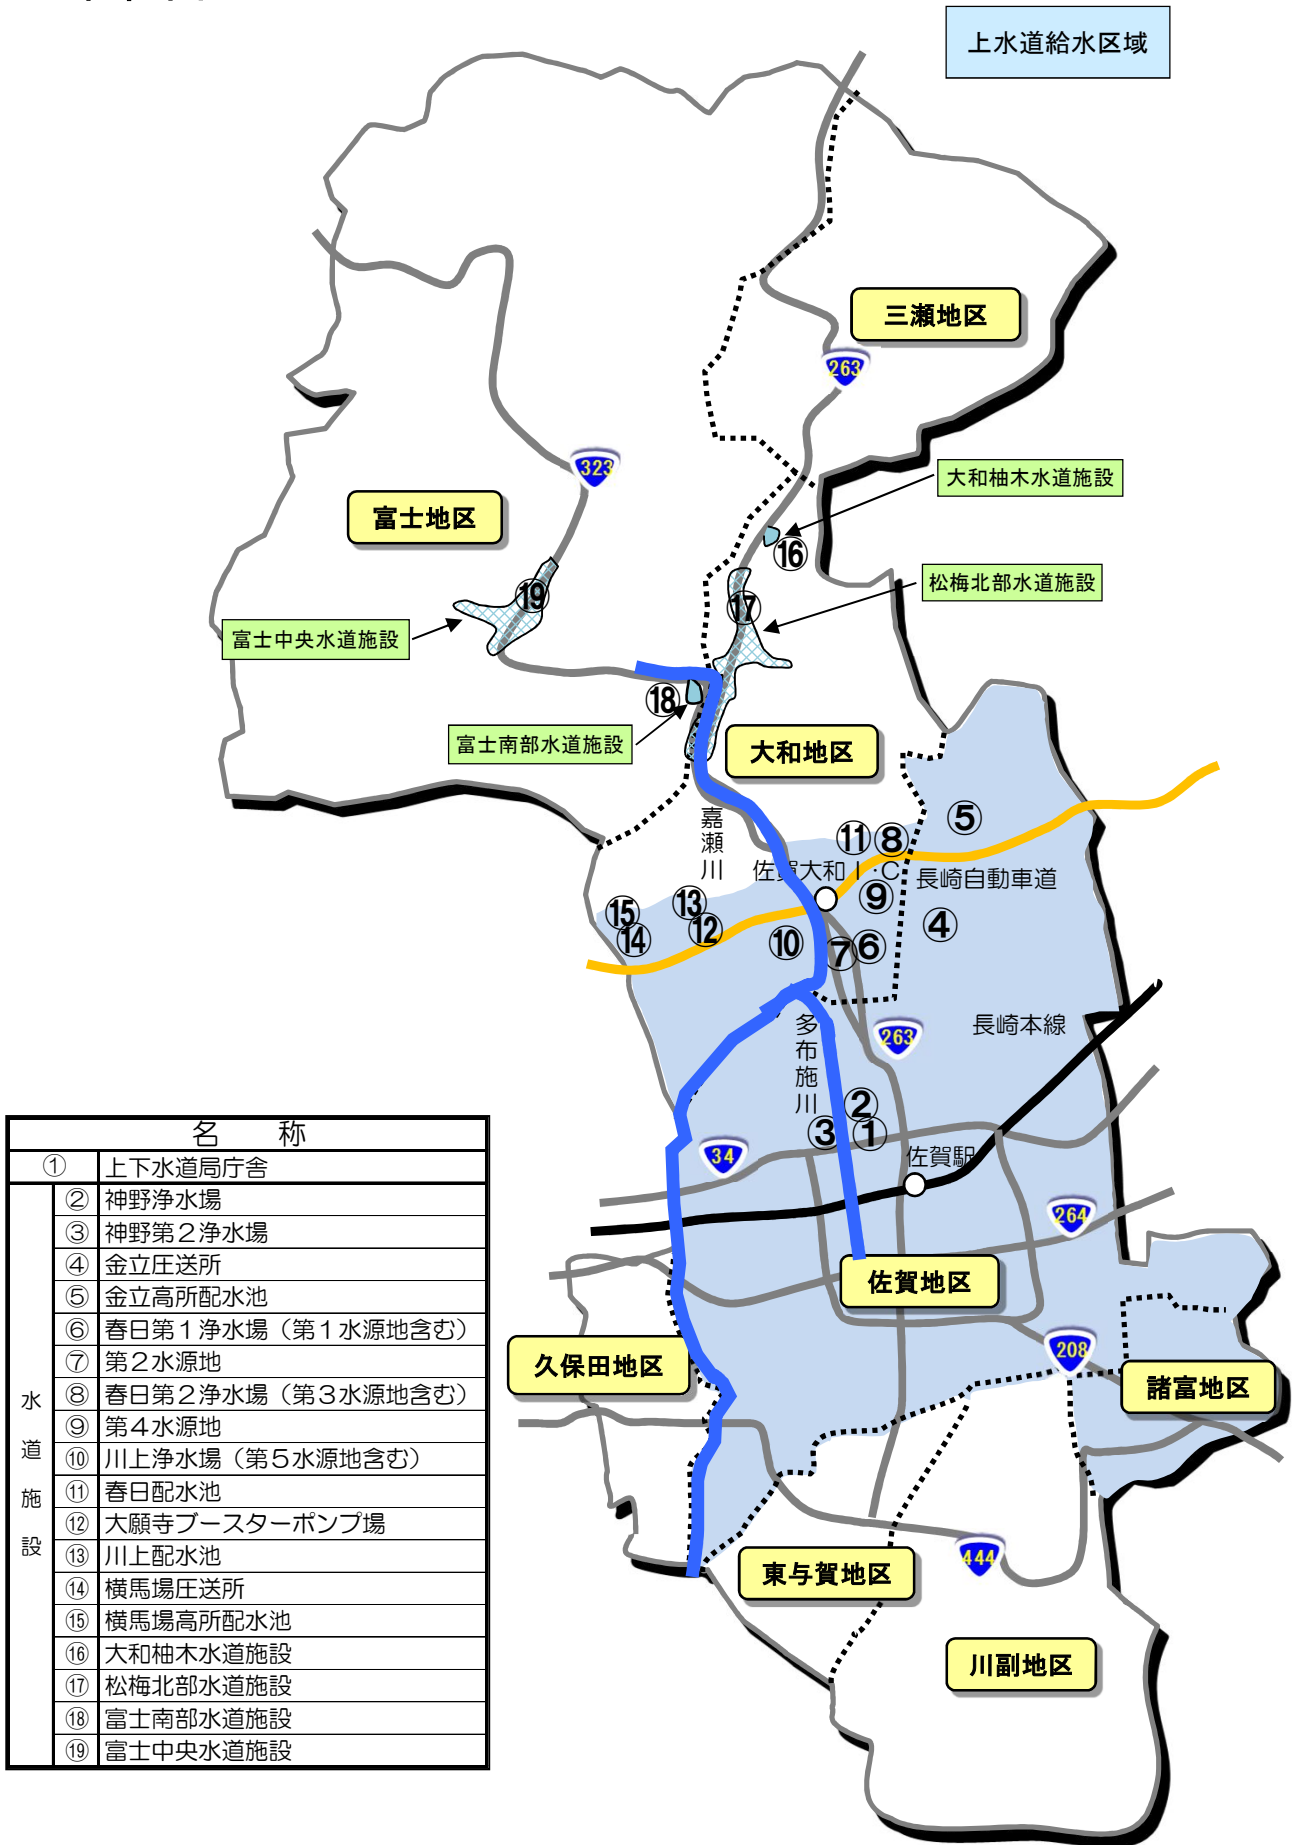 上水道給水区域
三瀬地区
263
大和柚木水道施設
323
富士地区
⑯
松梅北部水道施設
⑲
⑰
富士中央水道施設
⑱
富士南部水道施設
大和地区
嘉瀬川
⑤
⑪
⑧
佐賀大和I・C
長崎自動車道
⑨
⑬
⑮
⑫
④
⑭
⑩
⑦
⑥
多布施川
263
長崎本線
②
③
①
34
佐賀駅
264
佐賀地区
208
久保田地区
諸富地区
444
東与賀地区
川副地区
名 称
① 上下水道局庁舎
水道施設
② 神野浄水場
③ 神野第2浄水場
④ 金立圧送所
⑤ 金立高所配水池
⑥ 春日第1浄水場（第1水源地含む）
⑦ 第2水源地
⑧ 春日第2浄水場（第3水源地含む）
⑨ 第4水源地
⑩ 川上浄水場（第5水源地含む）
⑪ 春日配水池
⑫ 大願寺ブースターポンプ場
⑬ 川上配水池
⑭ 横馬場圧送所
⑮ 横馬場高所配水池
⑯ 大和柚木水道施設
⑰ 松梅北部水道施設
⑱ 富士南部水道施設
⑲ 富士中央水道施設